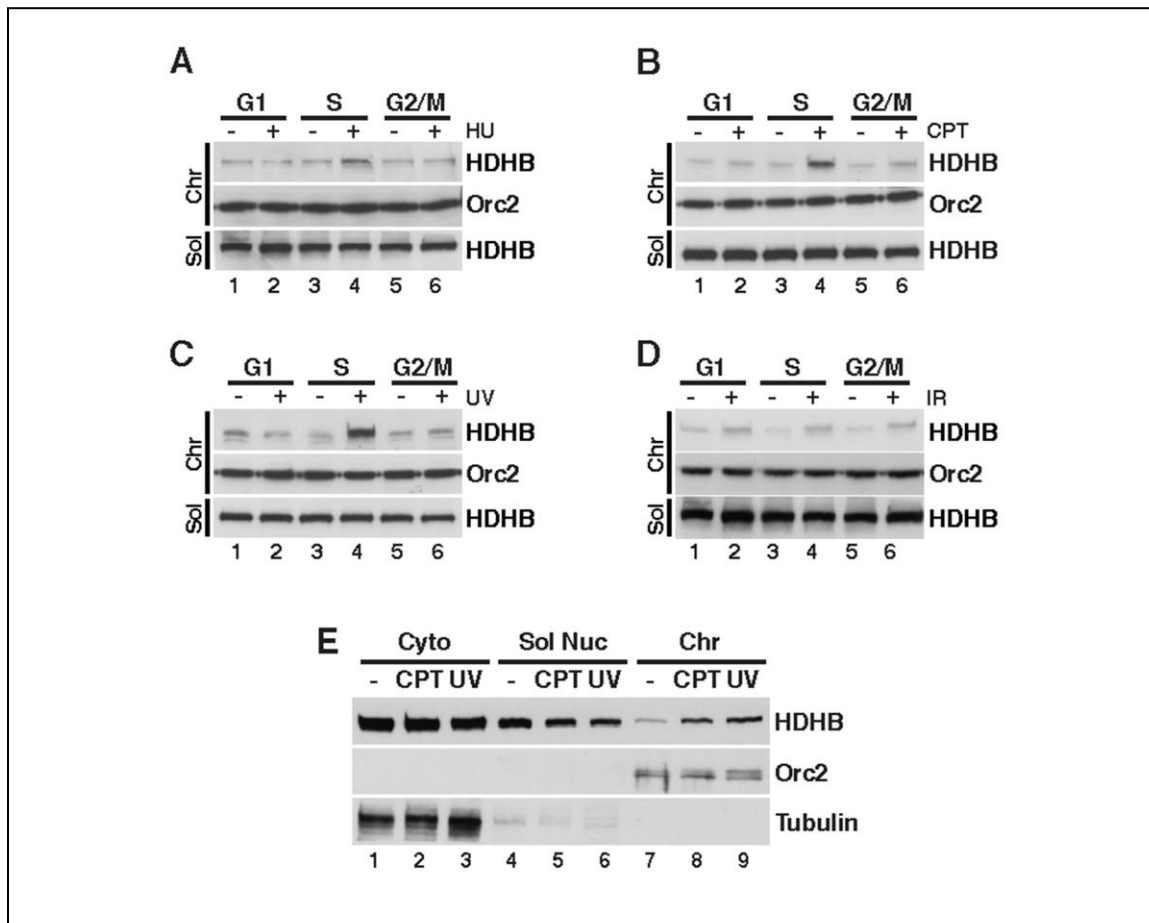 A
G1 S G2/M
- + - + - + HU
Chr
HDHB
Orc2
Sol
HDHB
1 2 3 4 5 6
B
G1 S G2/M
- + - + - + CPT
Chr
HDHB
Orc2
Sol
HDHB
1 2 3 4 5 6
C
G1 S G2/M
- + - + - + UV
Chr
HDHB
Orc2
Sol
HDHB
1 2 3 4 5 6
D
G1 S G2/M
- + - + - + IR
Chr
HDHB
Orc2
Sol
HDHB
1 2 3 4 5 6
E
Cyto Sol Nuc Chr
- CPT UV - CPT UV - CPT UV
HDHB
Orc2
Tubulin
1 2 3 4 5 6 7 8 9